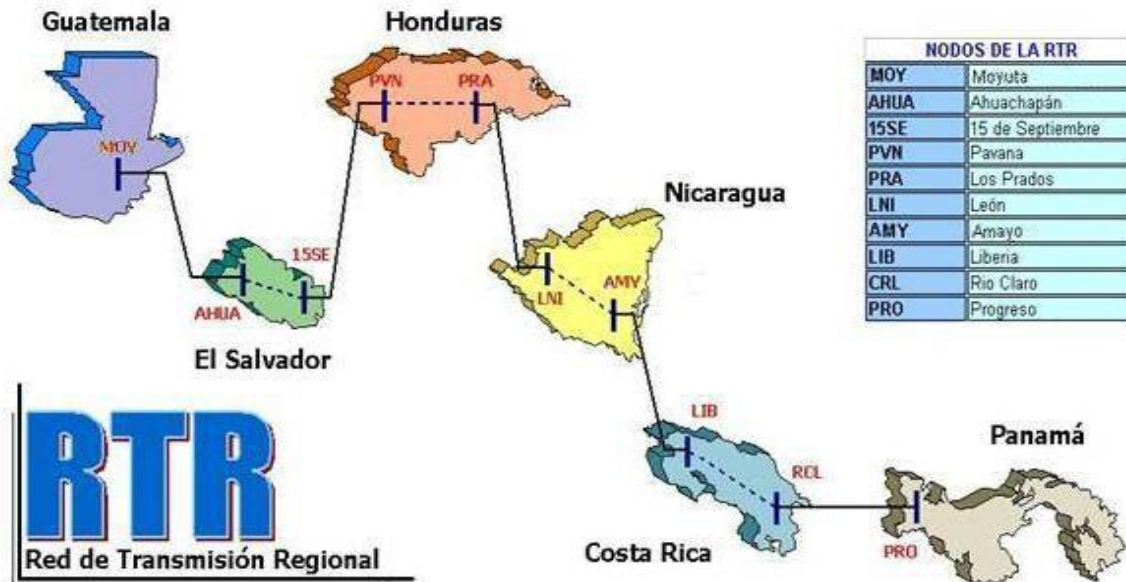 Guatemala
Honduras
NODOS DE LA RTR
MOY Moyuta
AHUA Ahuachapán
15SE 15 de Septiembre
PVN Pavana
PRA Los Prados
LNI León
AMY Amayo
LIB Liberia
CRL Rio Claro
PRO Progreso
PVN
PRA
MOY
Nicaragua
15SE
AHUA
LNI
AMY
El Salvador
LIB
RCL
Panamá
PRO
Costa Rica
RTR
Red de Transmisión Regional